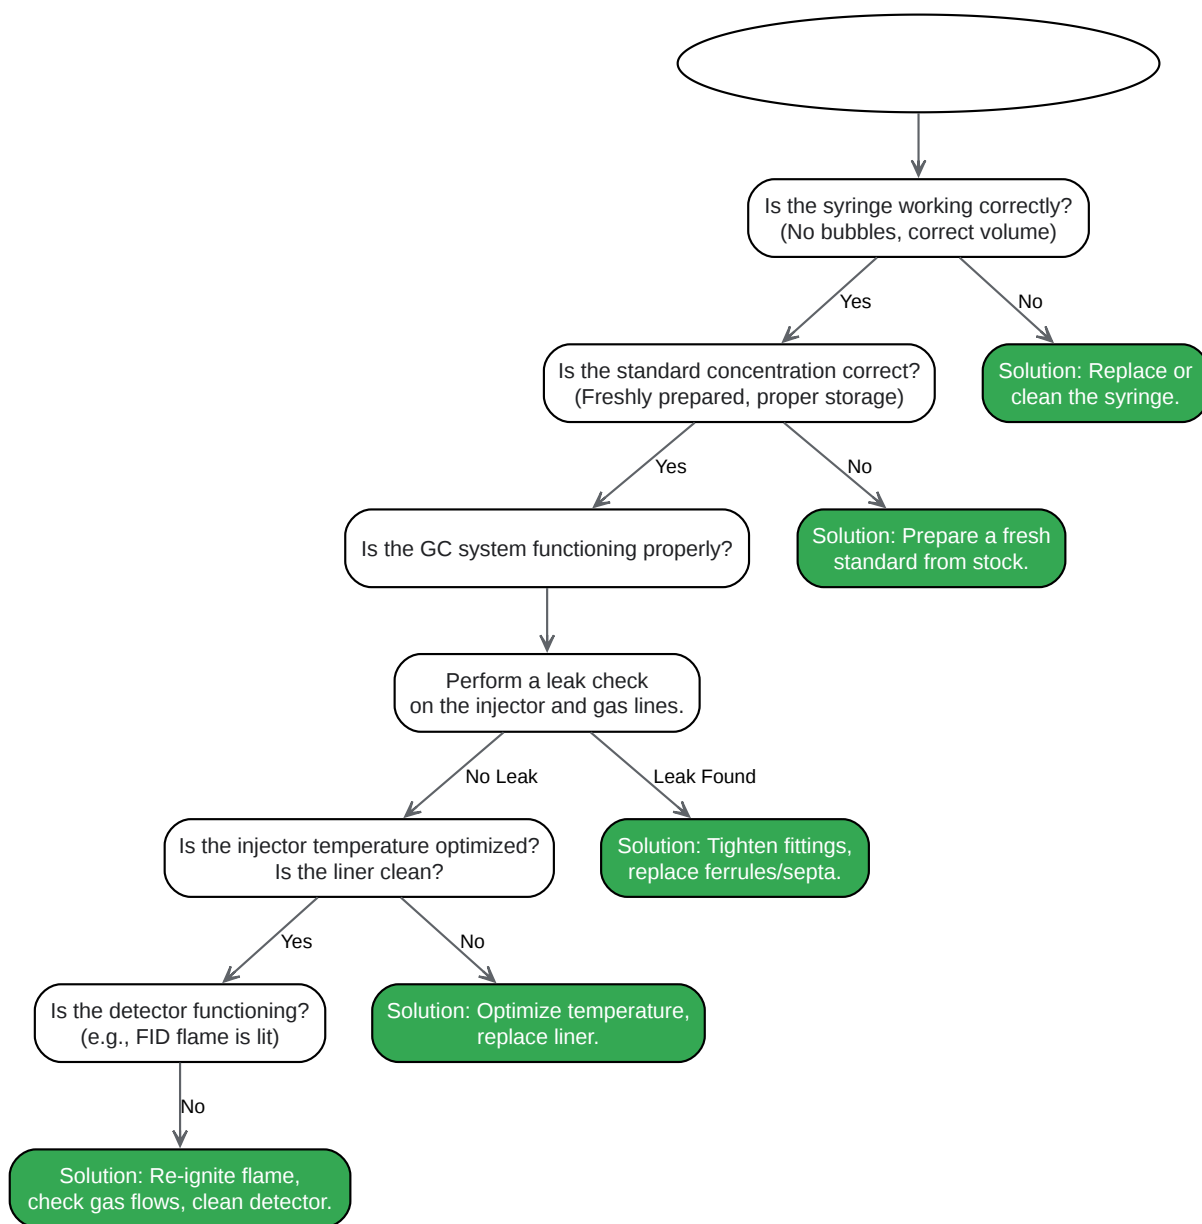 Is the syringe working correctly?
(No bubbles, correct volume)
Yes
No
Is the standard concentration correct?
(Freshly prepared, proper storage)
Solution: Replace or
clean the syringe.
Yes
No
Is the GC system functioning properly?
Solution: Prepare a fresh
standard from stock.
Perform a leak check
on the injector and gas lines.
No Leak
Leak Found
Is the injector temperature optimized?
Is the liner clean?
Solution: Tighten fittings,
replace ferrules/septa.
Yes
No
Is the detector functioning?
(e.g., FID flame is lit)
Solution: Optimize temperature,
replace liner.
No
Solution: Re-ignite flame,
check gas flows, clean detector.